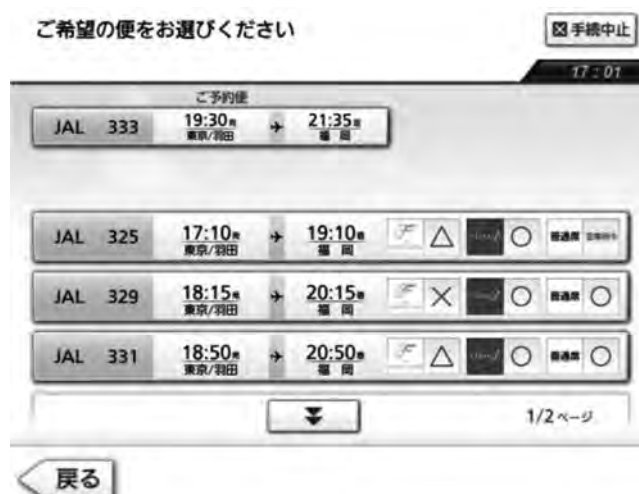 ご希望の便をお選びください
手続中止
17:01
ご予約便
JAL 333 19:30発 → 21:35着
東京/羽田 福岡
JAL 325 17:10発 → 19:10着 F △ ○ 普通席 空席待ち
東京/羽田 福岡
JAL 329 18:15発 → 20:15着 F × ○ 普通席 ○
東京/羽田 福岡
JAL 331 18:50発 → 20:50着 F △ ○ 普通席 ○
東京/羽田 福岡
1/2ページ
戻る